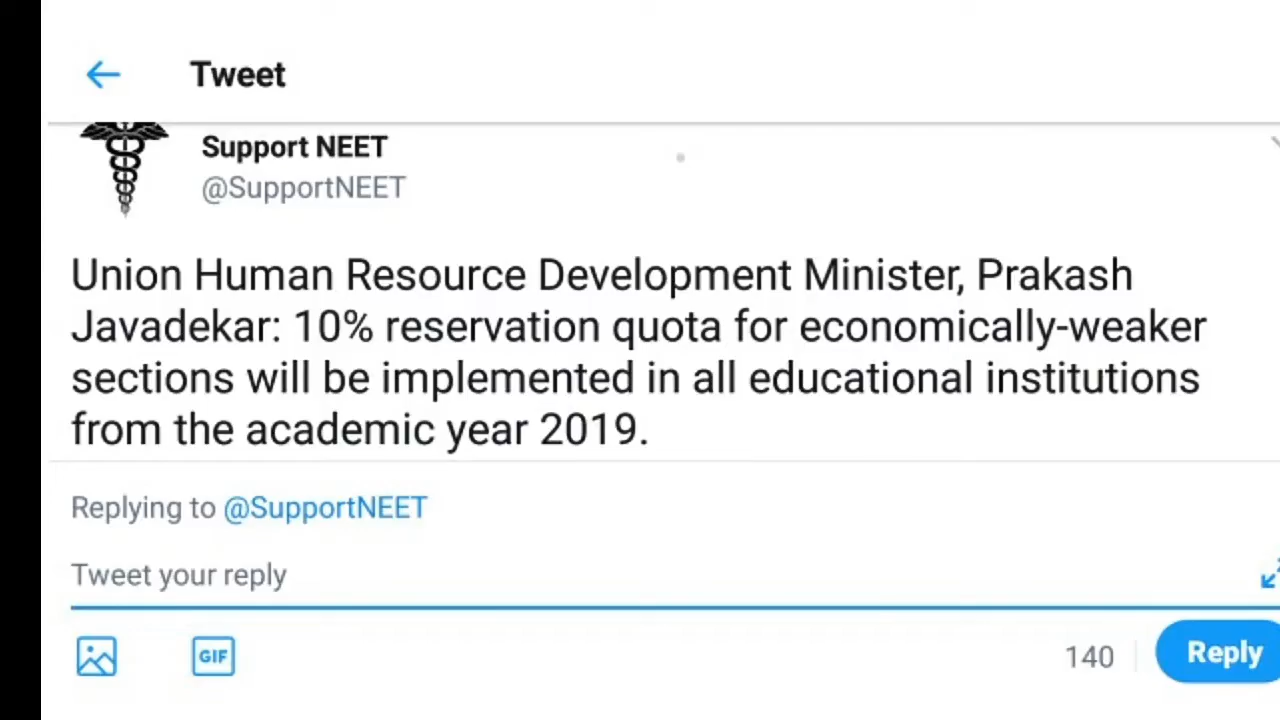 Tweet
Support NEET
@SupportNEET
Union Human Resource Development Minister, Prakash
Javadekar: 10% reservation quota for economically-weaker
sections will be implemented in all educational institutions
from the academic year 2019.
Replying to @SupportNEET
Tweet your reply
GIF
140
Reply